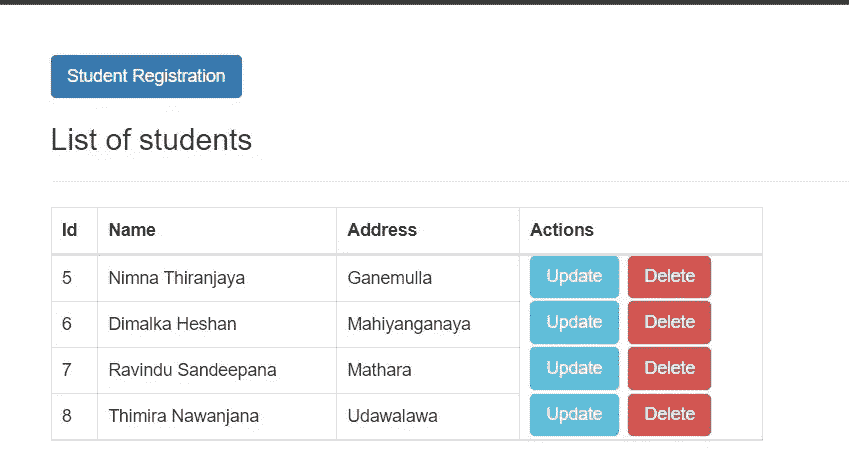 Student Registration
List of students
Id Name Address Actions
5 Nimna Thiranjaya Ganemulla Update Delete
6 Dimalka Heshan Mahiyanganaya Update Delete
7 Ravindu Sandeepana Mathara Update Delete
8 Thimira Nawanjana Udawalawa Update Delete